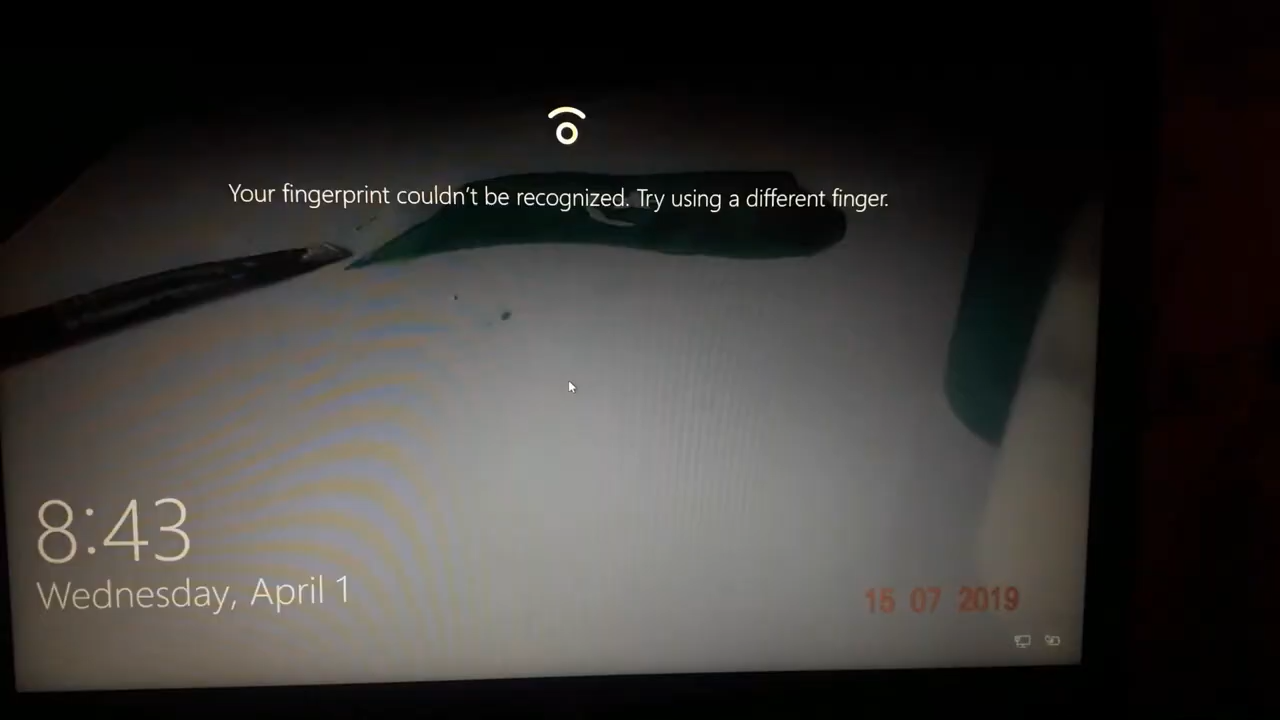 Your fingerprint couldn't be recognized. Try using a different finger.
8:43
Wednesday, April 1
15 07 2019